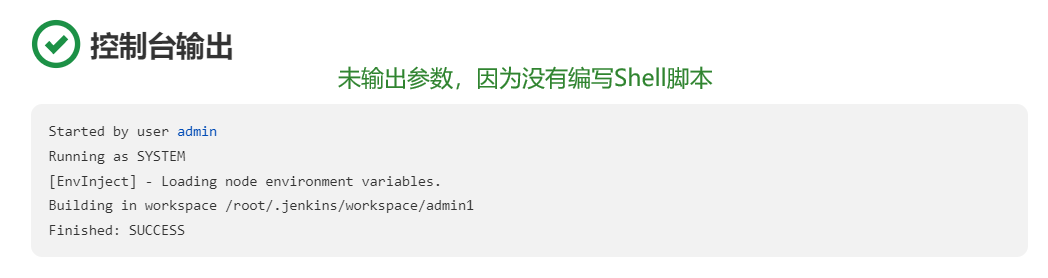 控制台输出
未输出参数，因为没有编写Shell脚本
Started by user admin
Running as SYSTEM
[EnvInject] - Loading node environment variables.
Building in workspace /root/.jenkins/workspace/admin1
Finished: SUCCESS